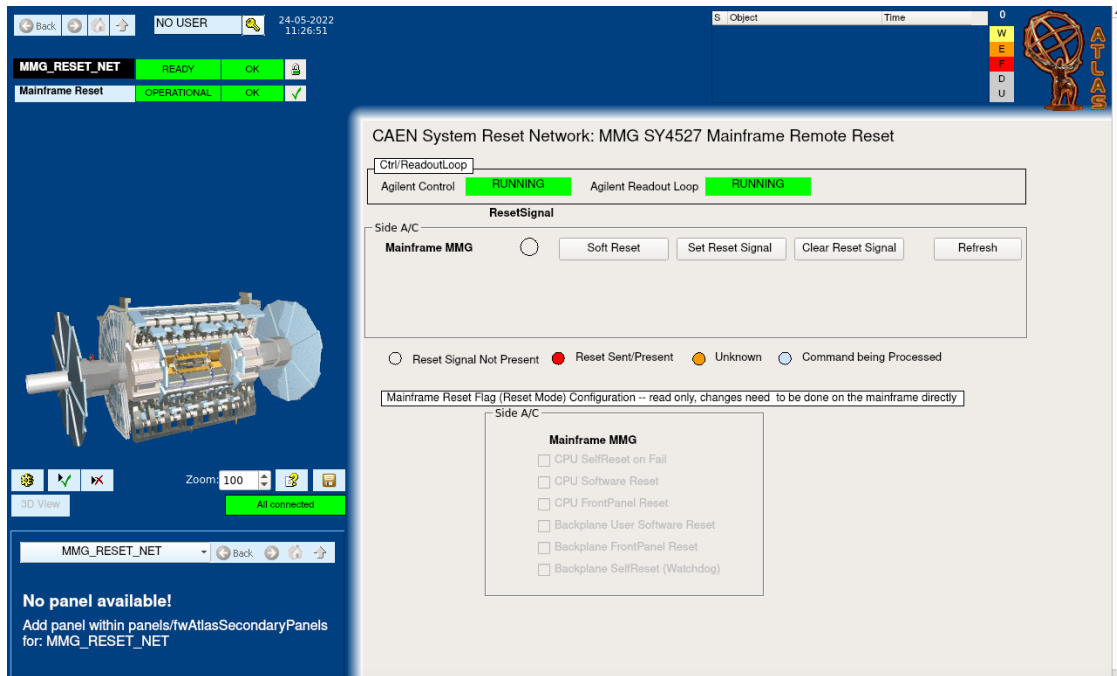 Back
NO USER
24-05-2022
11:26:51
S Object Time
0
W
E
F
D
U
ATLAS
MMG_RESET_NET READY OK
Mainframe Reset OPERATIONAL OK
CAEN System Reset Network: MMG SY4527 Mainframe Remote Reset
Ctrl/ReadoutLoop
Agilent Control RUNNING Agilent Readout Loop RUNNING
ResetSignal
Side A/C
Mainframe MMG Soft Reset Set Reset Signal Clear Reset Signal Refresh
Reset Signal Not Present Reset Sent/Present Unknown Command being Processed
Mainframe Reset Flag (Reset Mode) Configuration -- read only, changes need to be done on the mainframe directly
Side A/C
Mainframe MMG
CPU SelfReset on Fail
CPU Software Reset
CPU FrontPanel Reset
Backplane User Software Reset
Backplane FrontPanel Reset
Backplane SelfReset (Watchdog)
Zoom: 100
3D View All connected
MMG_RESET_NET Back
No panel available!
Add panel within panels/fwAtlasSecondaryPanels
for: MMG_RESET_NET